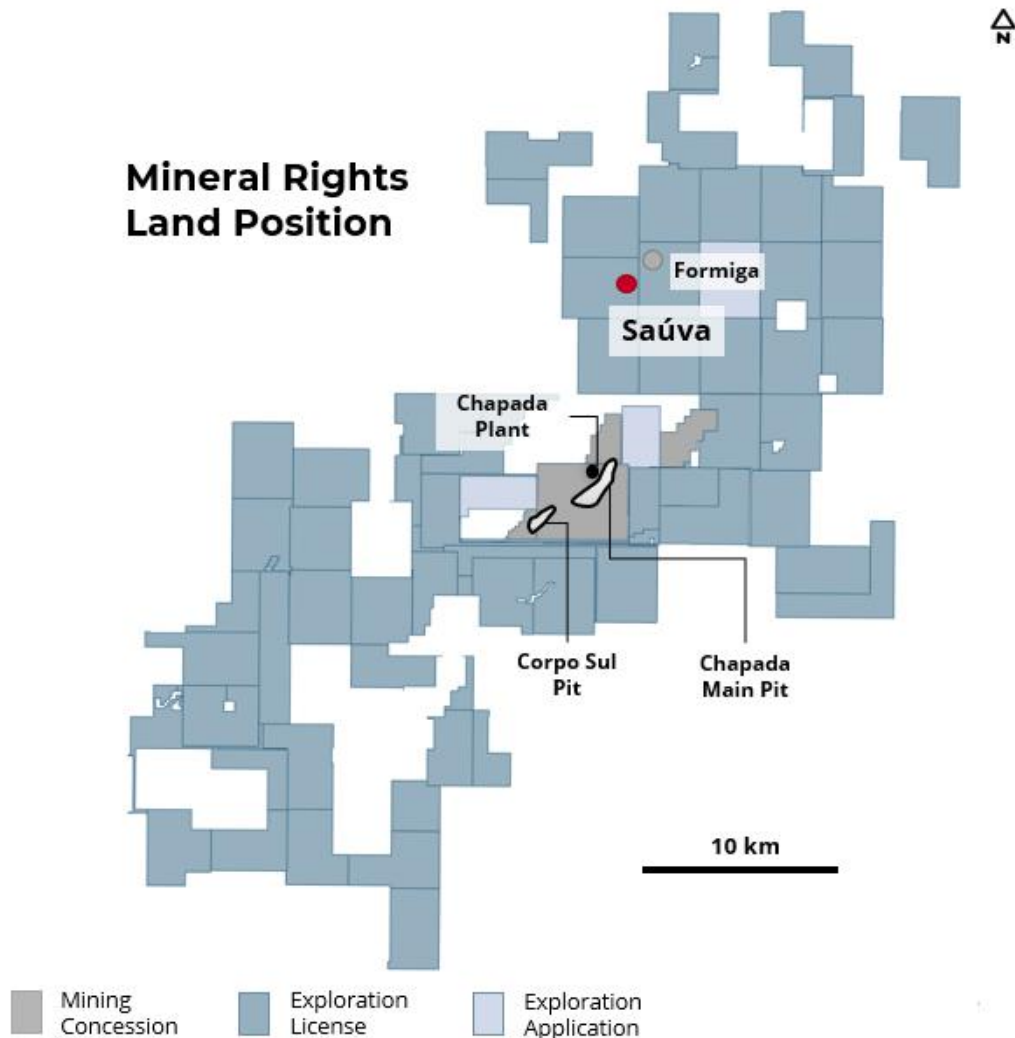 N
Mineral Rights
Land Position
Formiga
Saúva
Chapada
Plant
Corpo Sul
Pit
Chapada
Main Pit
10 km
Mining
Concession
Exploration
License
Exploration
Application